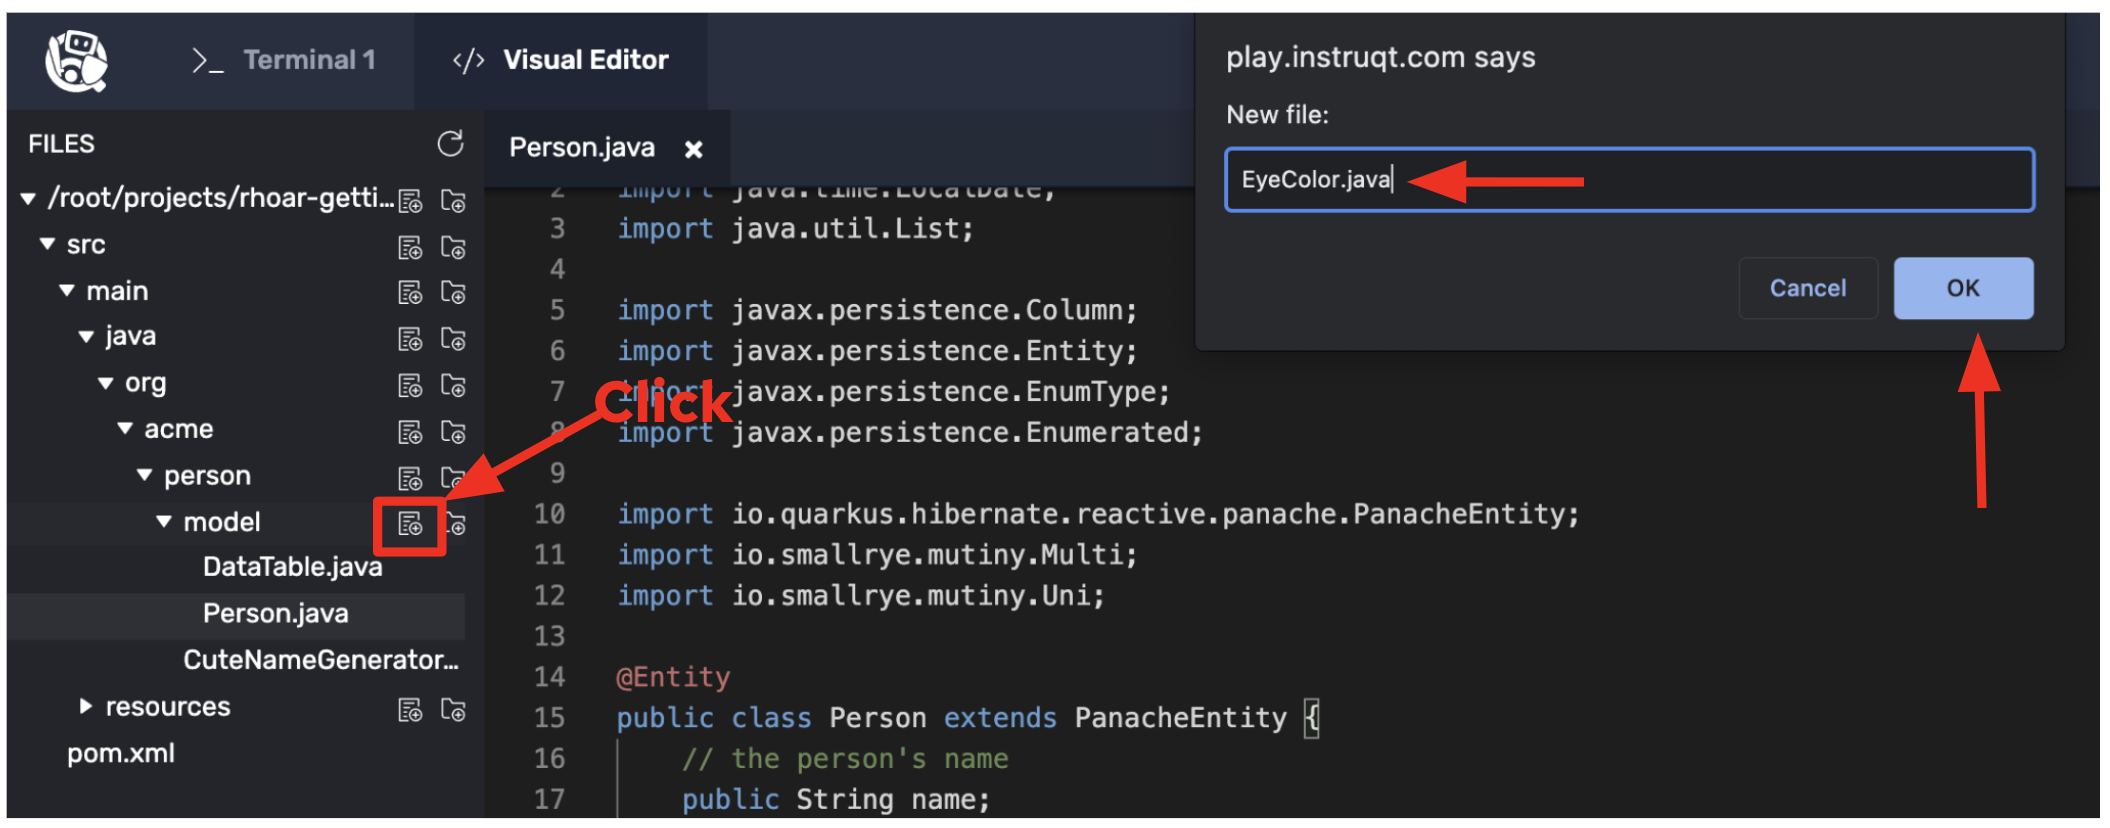 >_ Terminal 1
</> Visual Editor
play.instruqt.com says
New file:
EyeColor.java
Cancel
OK
FILES
/root/projects/rhoar-getti...
src
main
java
org
acme
person
model
DataTable.java
Person.java
CuteNameGenerator...
resources
pom.xml
Click
Person.java ×
2 import java.time.LocalDate;
3 import java.util.List;
4
5 import javax.persistence.Column;
6 import javax.persistence.Entity;
7 import javax.persistence.EnumType;
8 import javax.persistence.Enumerated;
9
10 import io.quarkus.hibernate.reactive.panache.PanacheEntity;
11 import io.smallrye.mutiny.Multi;
12 import io.smallrye.mutiny.Uni;
13
14 @Entity
15 public class Person extends PanacheEntity {
16 // the person's name
17 public String name;